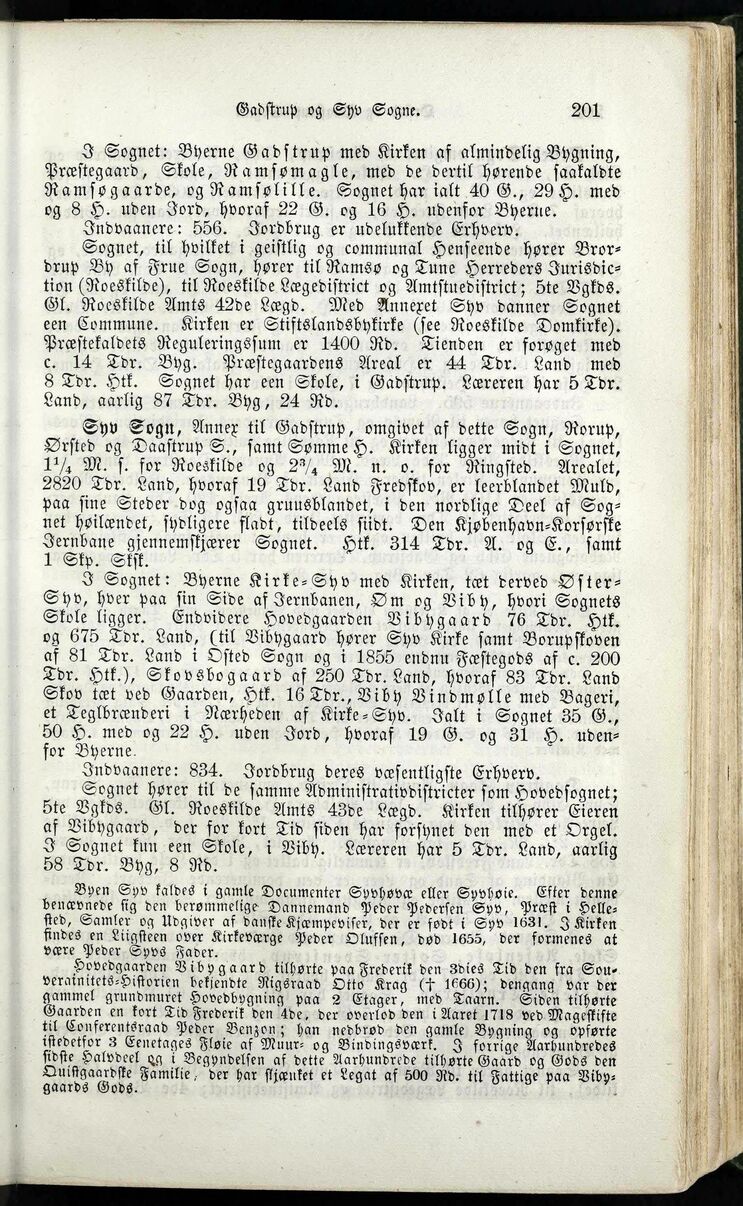 Gadstrup og Syv Sogne. 201
I Sognet: Byerne Gadstrup med Kirken af almindelig Bygning,
Præstegaard, Skole, Ramsømagle, med de dertil hørende saakaldte
Ramsøgaarde, og Ramsølille. Sognet har ialt 40 G., 29 H. med
og 8 H. uden Jord, hvoraf 22 G. og 16 H. udenfor Byerne.
Indvaanere: 556. Jordbrug er udelukkende Erhverv.
Sognet, til hvilket i geistlig og communal Henseende hører Bror-
drup By af Frue Sogn, hører til Ramsø og Tune Herreders Jurisdic-
tion (Roeskilde), til Roeskilde Lægedistrict og Amtstuedistrict; 5te Vgkds.
Gl. Roeskilde Amts 42de Lægd. Med Annexet Syv danner Sognet
een Commune. Kirken er Stiftslandsbykirke (see Roeskilde Domkirke).
Præstekaldets Reguleringssum er 1400 Rd. Tienden er forøget med
c. 14 Tdr. Byg. Præstegaardens Areal er 44 Tdr. Land med
8 Tdr. Htk. Sognet har een Skole, i Gadstrup. Læreren har 5 Tdr.
Land, aarlig 87 Tdr. Byg, 24 Rd.
Syv Sogn, Annex til Gadstrup, omgivet af dette Sogn, Rorup,
Ørsted og Daastrup S., samt Sømme H. Kirken ligger midt i Sognet,
1¹/₄ M. s. for Roeskilde og 2³/₄ M. n. o. for Ringsted. Arealet,
2820 Tdr. Land, hvoraf 19 Tdr. Land Fredskov, er leerblandet Muld,
paa sine Steder dog ogsaa gruusblandet, i den nordlige Deel af Sog-
net høilændet, sydligere fladt, tildeels siidt. Den Kjøbenhavn-Korsørske
Jernbane gjennemskjærer Sognet. Htk. 314 Tdr. A. og E., samt
1 Skp. Sksk.
I Sognet: Byerne Kirke-Syv med Kirken, tæt derved Øster-
Syv, hver paa sin Side af Jernbanen, Øm og Viby, hvori Sognets
Skole ligger. Endvidere Hovedgaarden Vibygaard 76 Tdr. Htk.
og 675 Tdr. Land, (til Vibygaard hører Syv Kirke samt Borupskoven
af 81 Tdr. Land i Osted Sogn og i 1855 endnu Fæstegods af c. 200
Tdr. Htk.), Skovsbogaard af 250 Tdr. Land, hvoraf 83 Tdr. Land
Skov tæt ved Gaarden, Htk. 16 Tdr., Viby Vindmølle med Bageri,
et Teglbrænderi i Nærheden af Kirke-Syv. Ialt i Sognet 35 G.,
50 H. med og 22 H. uden Jord, hvoraf 19 G. og 31 H. uden-
for Byerne.
Indvaanere: 834. Jordbrug deres væsentligste Erhverv.
Sognet hører til de samme Administrativdistricter som Hovedsognet;
5te Vgkds. Gl. Roeskilde Amts 43de Lægd. Kirken tilhører Eieren
af Vibygaard, der for kort Tid siden har forsynet den med et Orgel.
I Sognet kun een Skole, i Viby. Læreren har 5 Tdr. Land, aarlig
58 Tdr. Byg, 8 Rd.
Byen Syv kaldes i gamle Documenter Syvhøvæ eller Syvhøie. Efter denne
benævnede sig den berømmelige Dannemand Peder Pedersen Syv, Præst i Helle-
sted, Samler og Udgiver af danske Kjæmpeviser, der er født i Syv 1631. I Kirken
findes en Liigsteen over Kirkeværge Peder Olufsen, død 1655, der formenes at
være Peder Syvs Fader.
Hovedgaarden Vibygaard tilhørte paa Frederik den 3dies Tid den fra Sou-
verainitets-Historien bekjendte Rigsraad Otto Krag († 1666); dengang var der
gammel grundmuret Hovedbygning paa 2 Etager, med Taarn. Siden tilhørte
Gaarden en kort Tid Frederik den 4de, der overlod den i Aaret 1718 ved Mageskifte
til Conferentsraad Peder Benzon; han nedbrød den gamle Bygning og opførte
istedetfor 3 Eenetages Fløie af Muur- og Bindingsværk. I forrige Aarhundredes
sidste Halvdeel og i Begyndelsen af dette Aarhundrede tilhørte Gaard og Gods den
Quistgaardske Familie, der har skjænket et Legat af 500 Rd. til Fattige paa Viby-
gaards Gods.